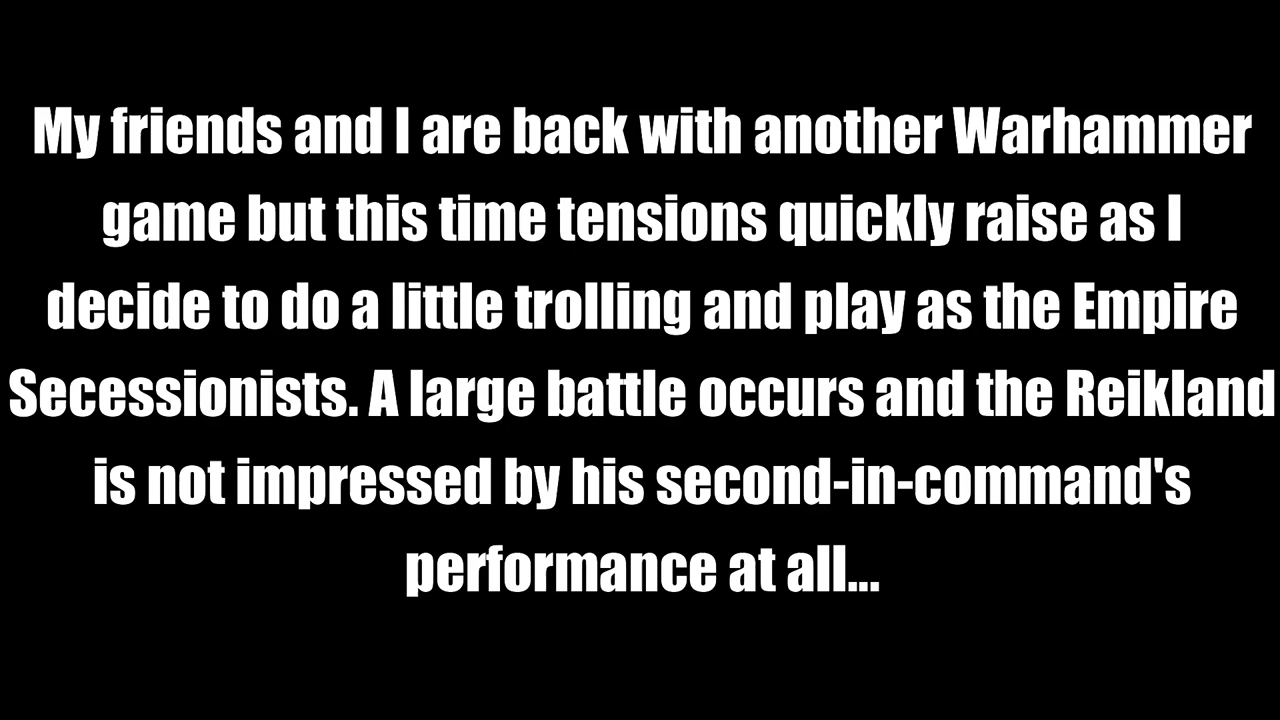 My friends and I are back with another Warhammer
game but this time tensions quickly raise as I
decide to do a little trolling and play as the Empire
Secessionists. A large battle occurs and the Reikland
is not impressed by his second-in-command's
performance at all...